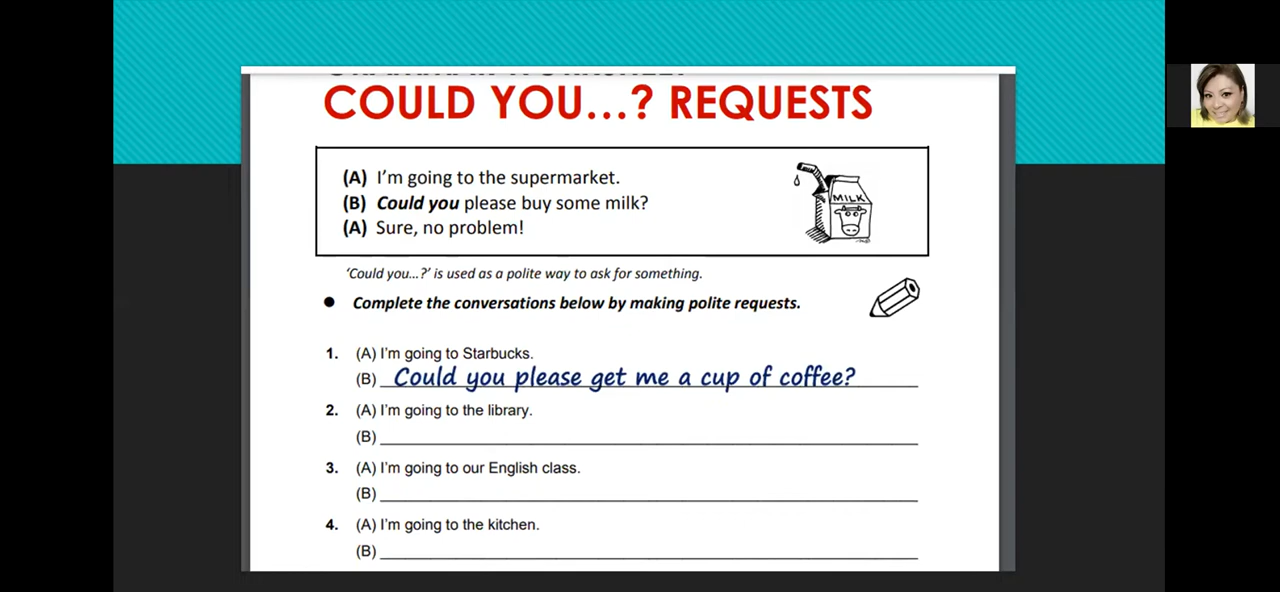 COULD YOU...? REQUESTS
(A) I'm going to the supermarket.
(B) Could you please buy some milk?
(A) Sure, no problem!
MILK
'Could you...?' is used as a polite way to ask for something.
● Complete the conversations below by making polite requests.
1. (A) I'm going to Starbucks.
(B) Could you please get me a cup of coffee?
2. (A) I'm going to the library.
(B)
3. (A) I'm going to our English class.
(B)
4. (A) I'm going to the kitchen.
(B)